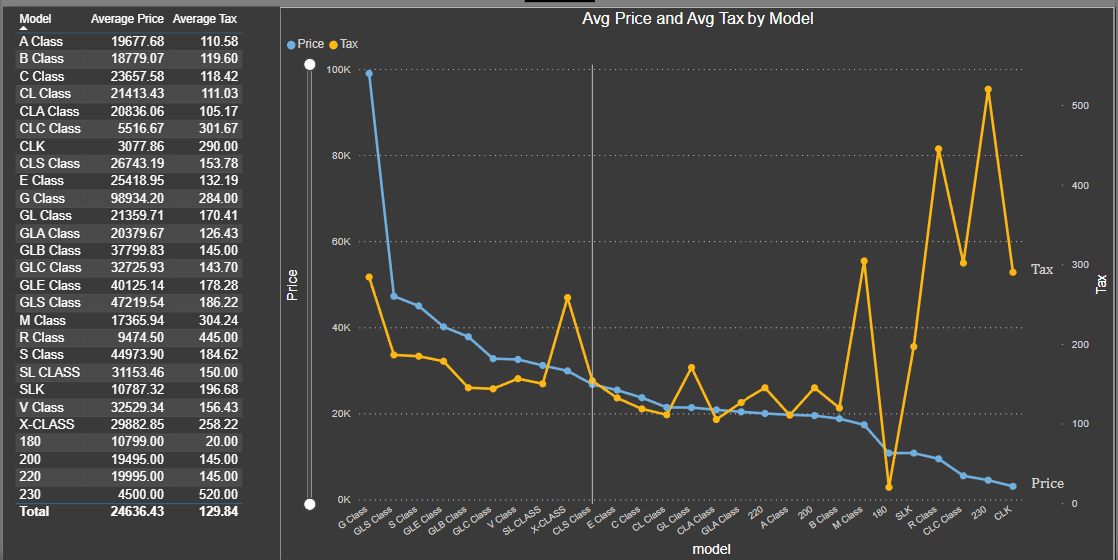 Model Average Price Average Tax
A Class 19677.68 110.58
B Class 18779.07 119.60
C Class 23657.58 118.42
CL Class 21413.43 111.03
CLA Class 20836.06 105.17
CLC Class 5516.67 301.67
CLK 3077.86 290.00
CLS Class 26743.19 153.78
E Class 25418.95 132.19
G Class 98934.20 284.00
GL Class 21359.71 170.41
GLA Class 20379.67 126.43
GLB Class 37799.83 145.00
GLC Class 32725.93 143.70
GLE Class 40125.14 178.28
GLS Class 47219.54 186.22
M Class 17365.94 304.24
R Class 9474.50 445.00
S Class 44973.90 184.62
SL CLASS 31153.46 150.00
SLK 10787.32 196.68
V Class 32529.34 156.43
X-CLASS 29882.85 258.22
180 10799.00 20.00
200 19495.00 145.00
220 19995.00 145.00
230 4500.00 520.00
Total 24636.43 129.84
Avg Price and Avg Tax by Model
Price Tax
100K
80K
60K
40K
20K
0K
Price
500
400
300
200
100
0
Tax
Tax
Price
G Class
GLS Class
S Class
GLE Class
GLB Class
GLC Class
V Class
SL CLASS
X-CLASS
CLS Class
E Class
C Class
CL Class
GL Class
CLA Class
GLA Class
220
A Class
200
B Class
M Class
180
SLK
R Class
CLC Class
230
CLK
model